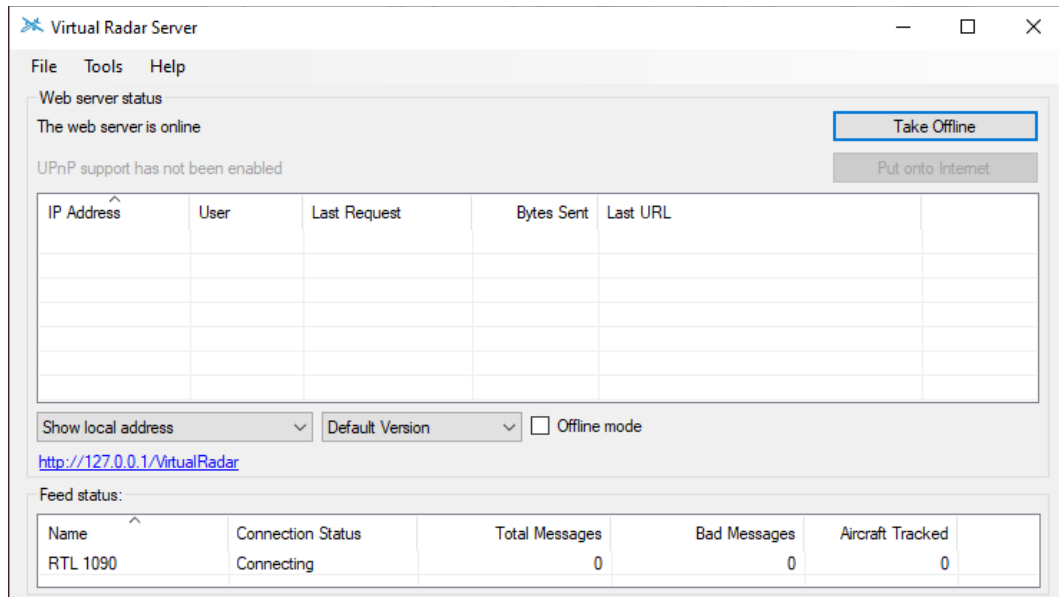 Virtual Radar Server
File Tools Help
Web server status
The web server is online Take Offline
UPnP support has not been enabled Put onto Internet
IP Address User Last Request Bytes Sent Last URL
Show local address Default Version Offline mode
http://127.0.0.1/VirtualRadar
Feed status:
Name Connection Status Total Messages Bad Messages Aircraft Tracked
RTL 1090 Connecting 0 0 0